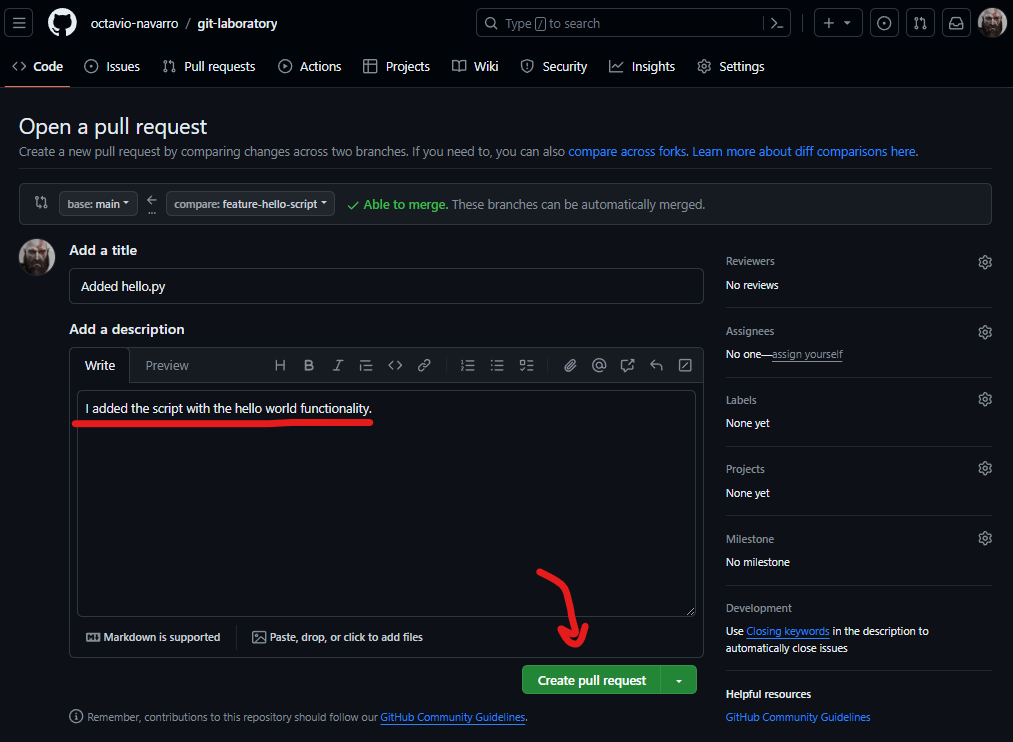 octavio-navarro / git-laboratory
Type / to search
Code Issues Pull requests Actions Projects Wiki Security Insights Settings
Open a pull request
Create a new pull request by comparing changes across two branches. If you need to, you can also compare across forks. Learn more about diff comparisons here.
base: main compare: feature-hello-script Able to merge. These branches can be automatically merged.
Add a title
Added hello.py
Add a description
Write Preview
I added the script with the hello world functionality.
Markdown is supported Paste, drop, or click to add files
Create pull request
Remember, contributions to this repository should follow our GitHub Community Guidelines.
Reviewers
No reviews
Assignees
No one—assign yourself
Labels
None yet
Projects
None yet
Milestone
No milestone
Development
Use Closing keywords in the description to
automatically close issues
Helpful resources
GitHub Community Guidelines